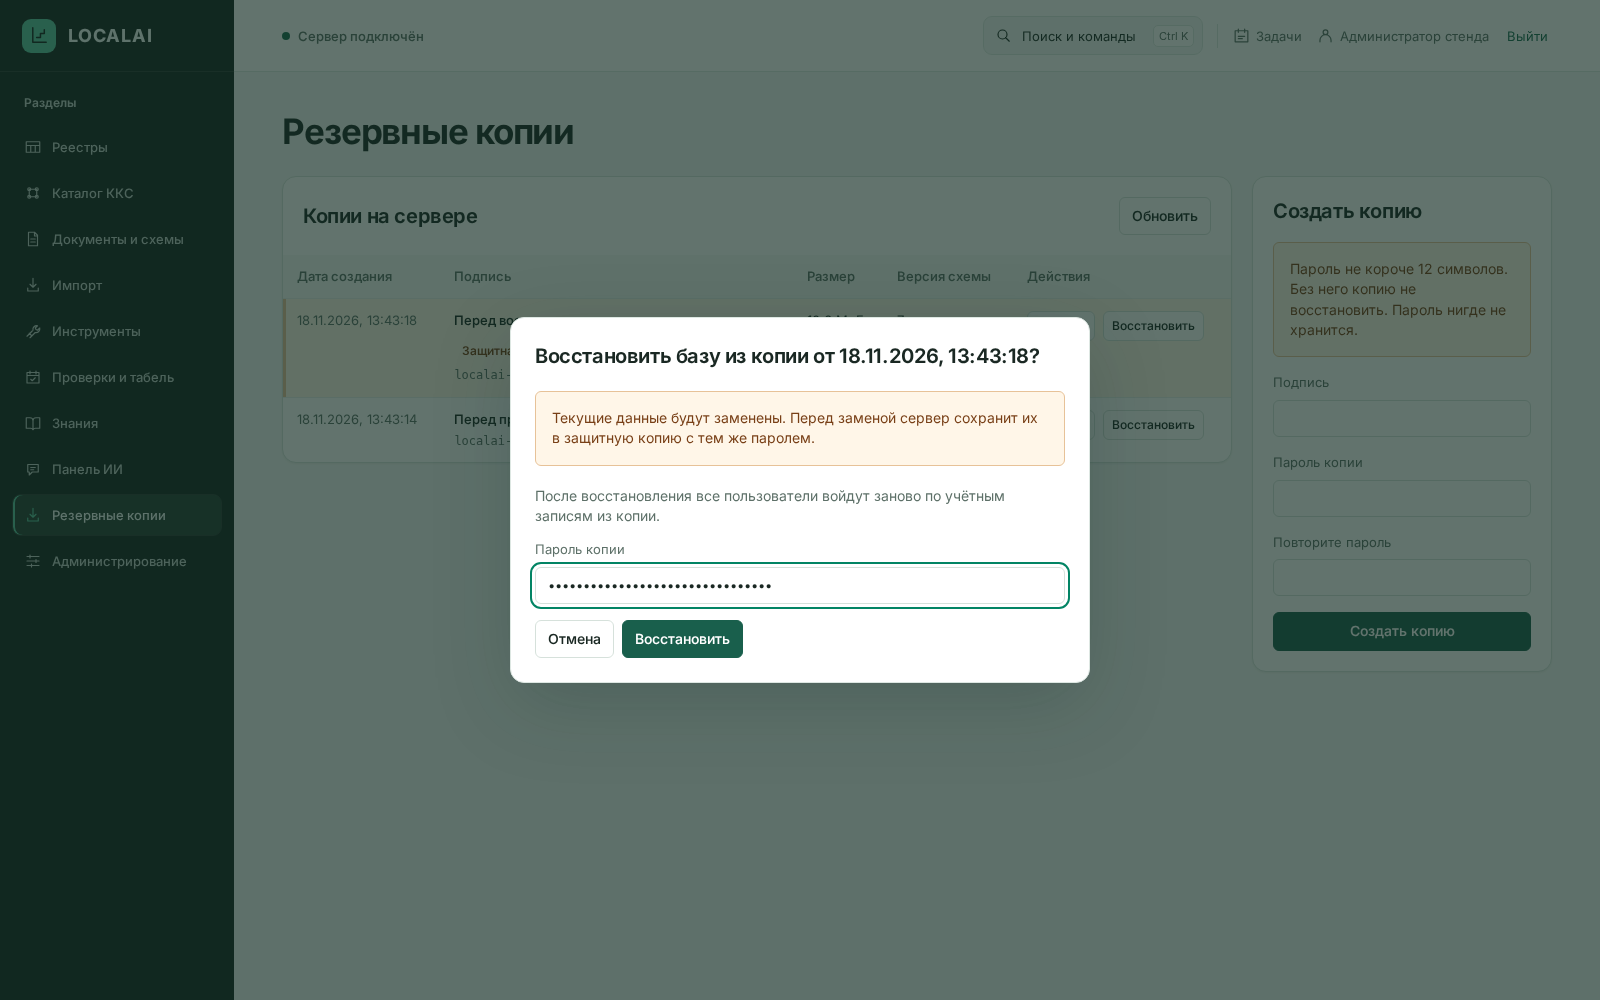 LOCALAI
Сервер подключён
Поиск и команды
Ctrl K
Задачи
Администратор стенда
Выйти
Разделы
Реестры
Каталог ККС
Документы и схемы
Импорт
Инструменты
Проверки и табель
Знания
Панель ИИ
Резервные копии
Администрирование
Резервные копии
Копии на сервере
Обновить
Дата создания
Подпись
Размер
Версия схемы
Действия
18.11.2026, 13:43:18
Перед
Восстановить
localai-
18.11.2026, 13:43:14
Перед
Восстановить
localai-
Восстановить базу из копии от 18.11.2026, 13:43:18?
Текущие данные будут заменены. Перед заменой сервер сохранит их
в защитную копию с тем же паролем.
После восстановления все пользователи войдут заново по учётным
записям из копии.
Пароль копии
••••••••••••••••••••••••••••••••
Отмена
Восстановить
Создать копию
Пароль не короче 12 символов.
Без него копию не
восстановить. Пароль нигде не
хранится.
Подпись
Пароль копии
Повторите пароль
Создать копию